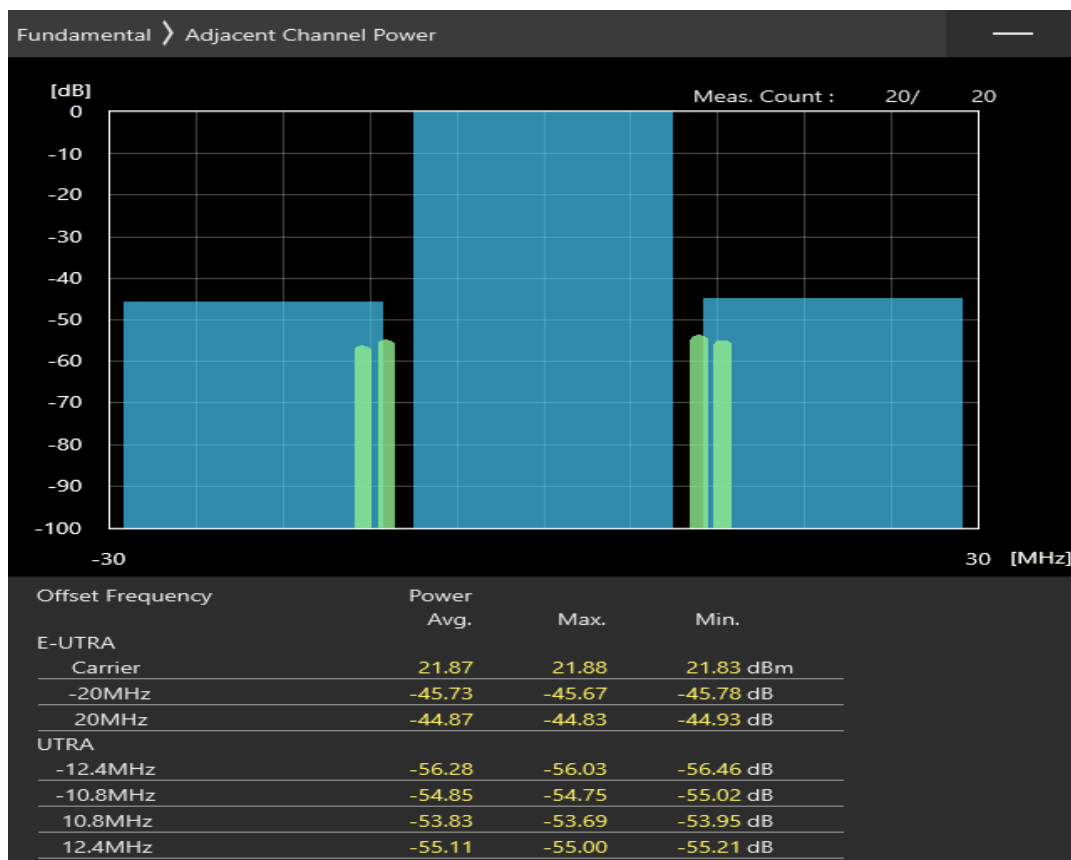 Fundamental ❯ Adjacent Channel Power
[dB]
Meas. Count : 20/ 20
0
-10
-20
-30
-40
-50
-60
-70
-80
-90
-100
-30 30 [MHz]
Offset Frequency Power
Avg. Max. Min.
E-UTRA
Carrier 21.87 21.88 21.83 dBm
-20MHz -45.73 -45.67 -45.78 dB
20MHz -44.87 -44.83 -44.93 dB
UTRA
-12.4MHz -56.28 -56.03 -56.46 dB
-10.8MHz -54.85 -54.75 -55.02 dB
10.8MHz -53.83 -53.69 -53.95 dB
12.4MHz -55.11 -55.00 -55.21 dB